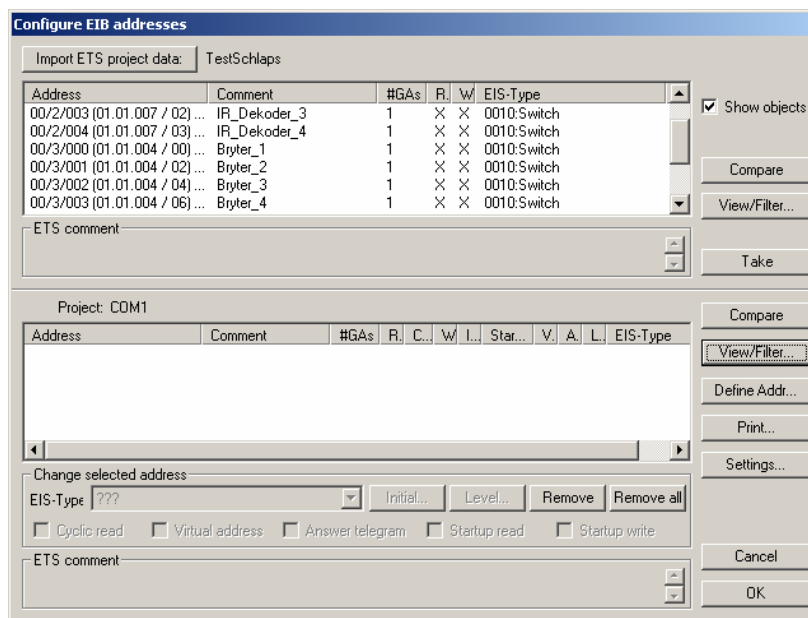 Configure EIB addresses
Import ETS project data: TestSchlaps
Address Comment #GAs R. W EIS-Type
00/2/003 (01.01.007 / 02) ... IR_Dekoder_3 1 X X 0010:Switch
00/2/004 (01.01.007 / 03) ... IR_Dekoder_4 1 X X 0010:Switch
00/3/000 (01.01.004 / 00) ... Bryter_1 1 X X 0010:Switch
00/3/001 (01.01.004 / 02) ... Bryter_2 1 X X 0010:Switch
00/3/002 (01.01.004 / 04) ... Bryter_3 1 X X 0010:Switch
00/3/003 (01.01.004 / 06) ... Bryter_4 1 X X 0010:Switch
Show objects
Compare
View/Filter...
Take
ETS comment
Project: COM1
Address Comment #GAs R. C... W I... Star... V. A. L.. EIS-Type
Compare
View/Filter...
Define Addr...
Print...
Settings...
Change selected address
EIS-Type ??? Initial... Level... Remove Remove all
Cyclic read Virtual address Answer telegram Startup read Startup write
ETS comment
Cancel
OK